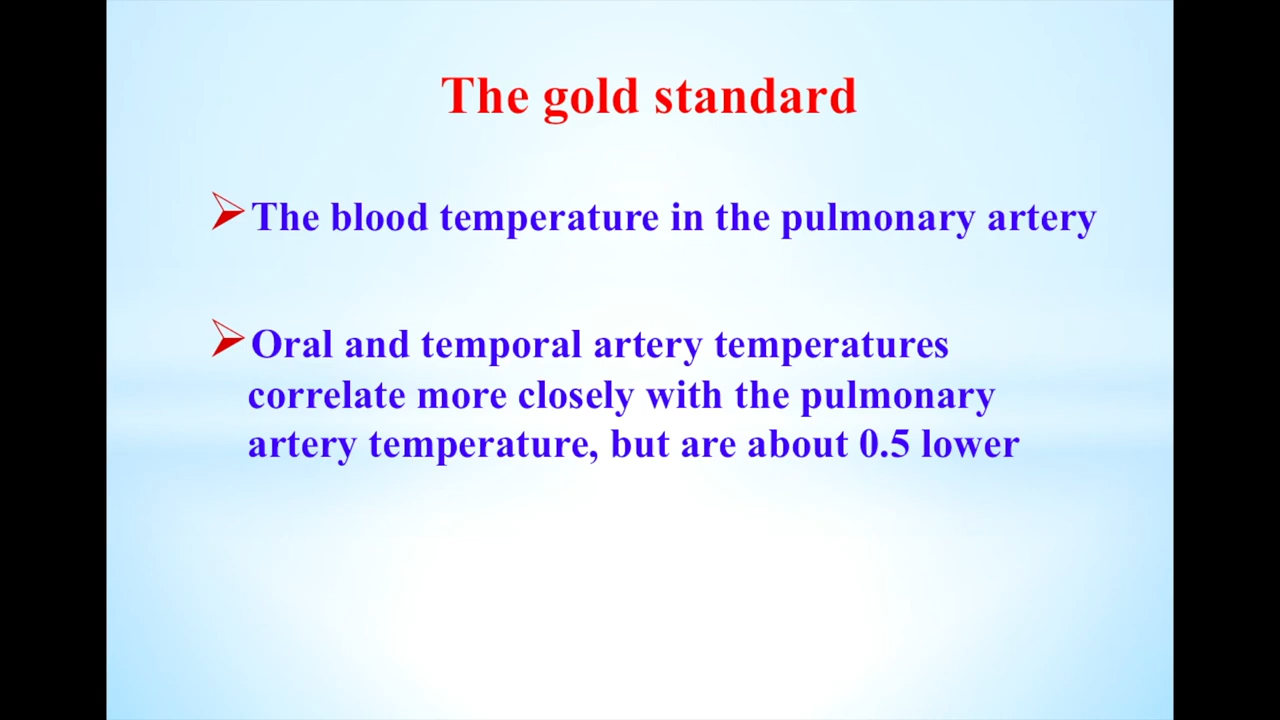 The gold standard
The blood temperature in the pulmonary artery
Oral and temporal artery temperatures
correlate more closely with the pulmonary
artery temperature, but are about 0.5 lower